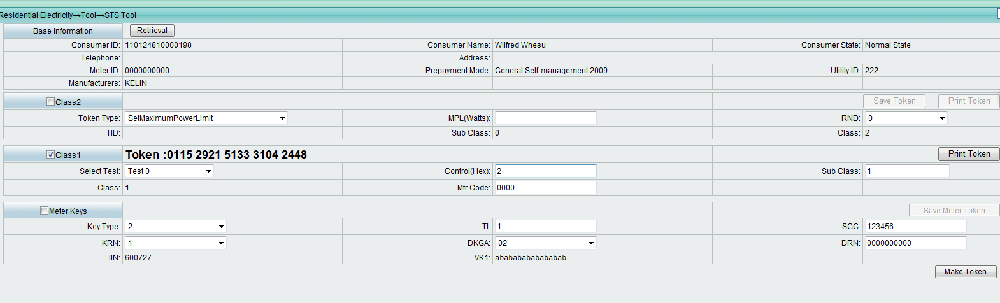 Residential Electricity→Tool→STS Tool
Base Information Retrieval
Consumer ID: 110124810000198 Consumer Name: Wilfred Whesu Consumer State: Normal State
Telephone: Address:
Meter ID: 0000000000 Prepayment Mode: General Self-management 2009 Utility ID: 222
Manufacturers: KELIN
Class2 Save Token Print Token
Token Type: SetMaximumPowerLimit MPL(Watts): RND: 0
TID: Sub Class: 0 Class: 2
Class1 Token :0115 2921 5133 3104 2448 Print Token
Select Test: Test 0 Control(Hex): 2 Sub Class: 1
Class: 1 Mfr Code: 0000
Meter Keys Save Meter Token
Key Type: 2 TI: 1 SGC: 123456
KRN: 1 DKGA: 02 DRN: 0000000000
IIN: 600727 VK1: abababababababab
Make Token